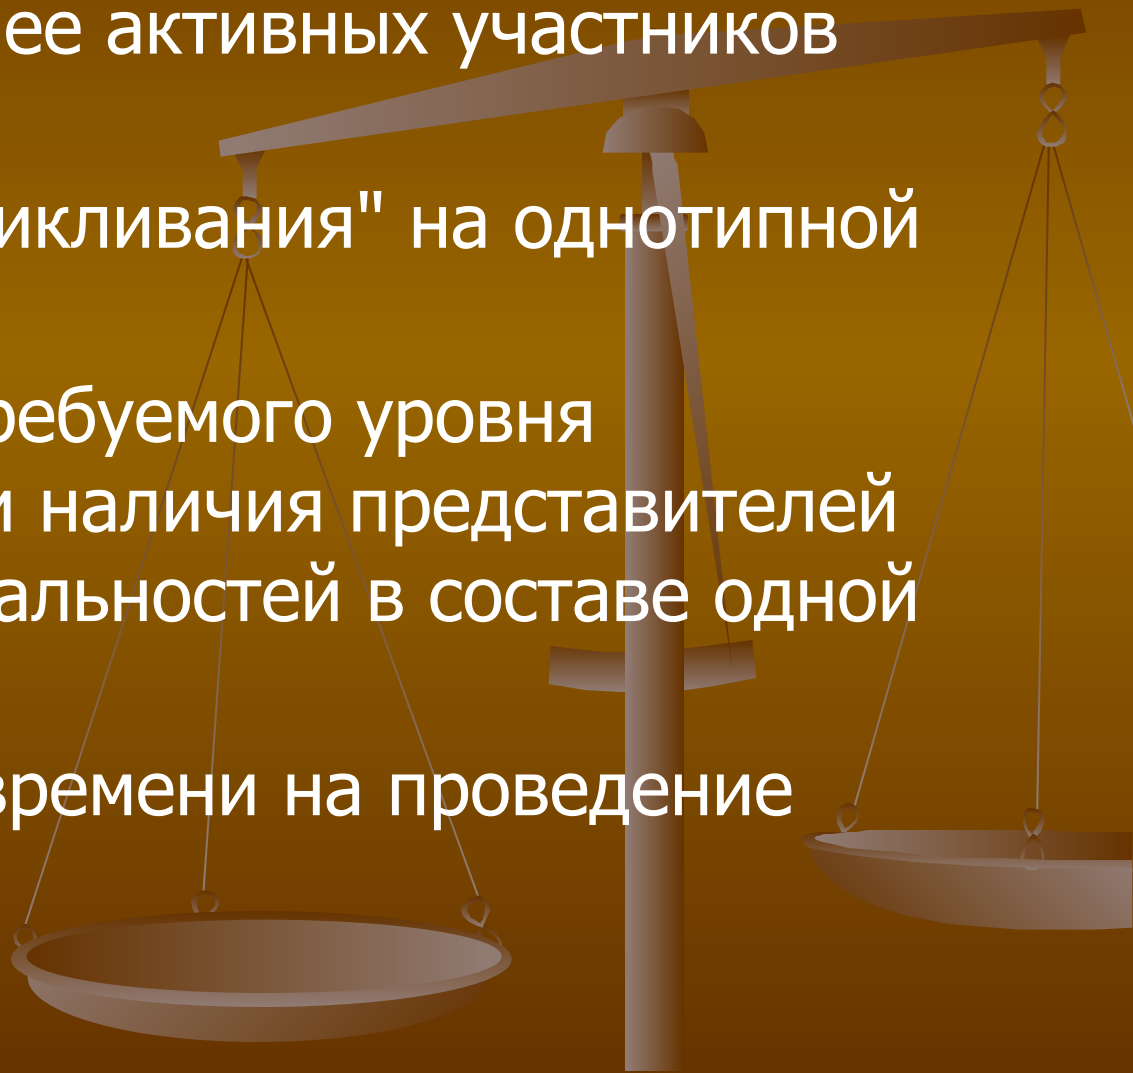 ее активных участников
икливания" на однотипной
ребуемого уровня
и наличия представителей
альностей в составе одной
времени на проведение